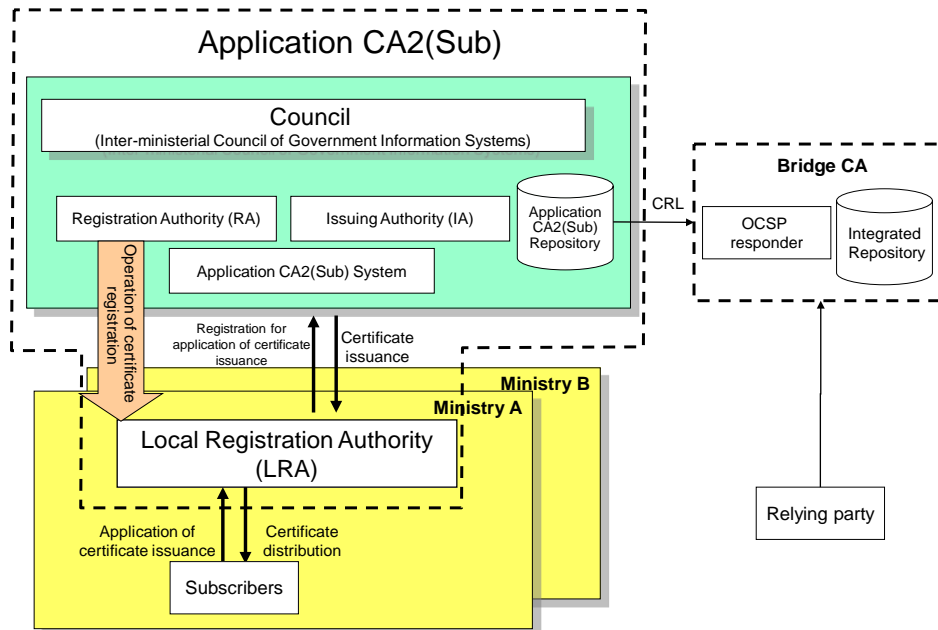 Application CA2(Sub)
Council
(Inter-ministerial Council of Government Information Systems)
Registration Authority (RA)
Issuing Authority (IA)
Application
CA2(Sub)
Repository
Application CA2(Sub) System
CRL
Bridge CA
OCSP
responder
Integrated
Repository
Operation of certificate
registration
Registration for
application of certificate
issuance
Certificate
issuance
Ministry B
Ministry A
Local Registration Authority
(LRA)
Application of
certificate issuance
Certificate
distribution
Subscribers
Relying party